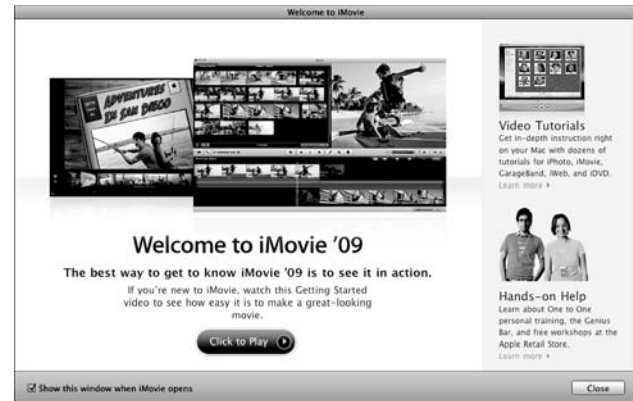 Welcome to iMovie
ADVENTURES
IN SAN DIEGO
Welcome to iMovie ’09
The best way to get to know iMovie ’09 is to see it in action.
If you’re new to iMovie, watch this Getting Started
video to see how easy it is to make a great-looking
movie.
Click to Play
Video Tutorials
Get in-depth instruction right
on your Mac with dozens of
tutorials for iPhoto, iMovie,
GarageBand, iWeb, and iDVD.
Learn more
Hands-on Help
Learn about One to One
personal training, the Genius
Bar, and free workshops at the
Apple Retail Store.
Learn more
Show this window when iMovie opens
Close